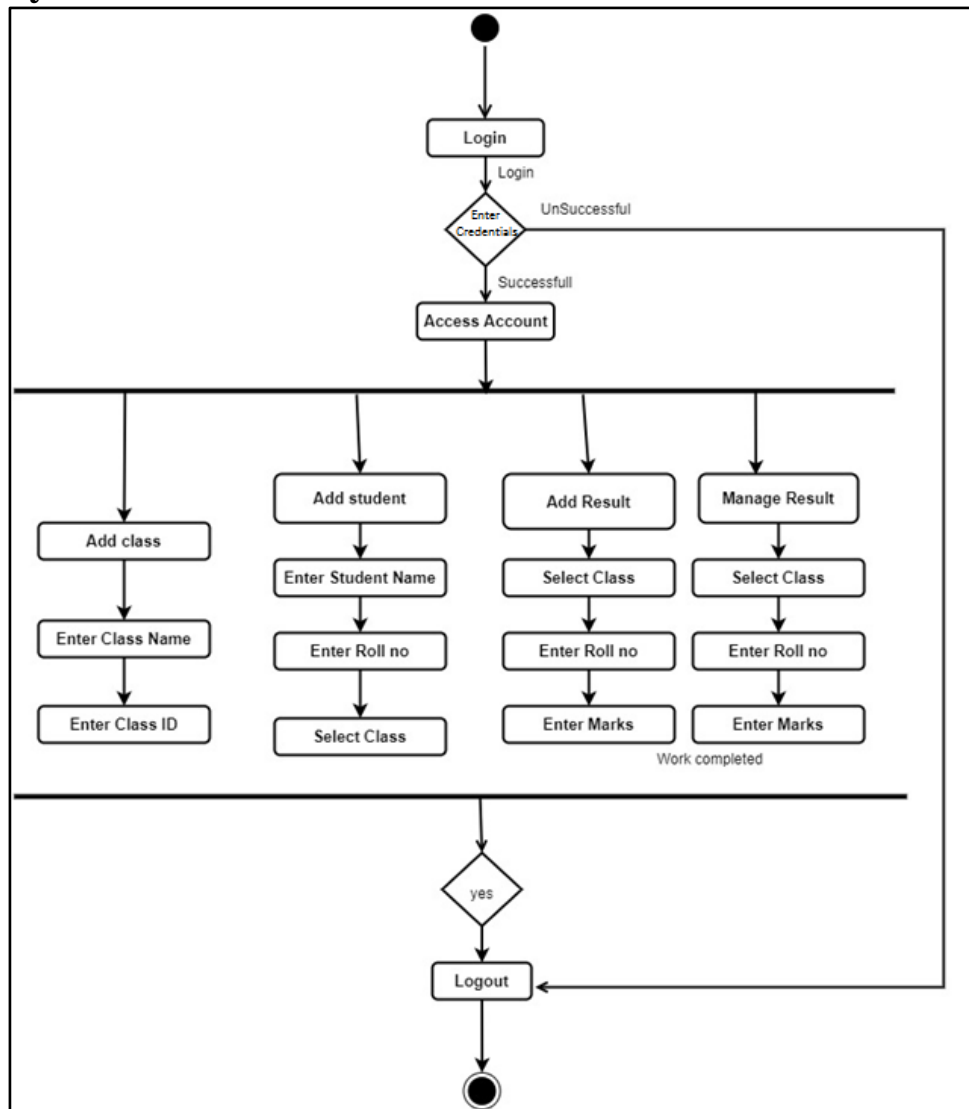 Login
Login
Enter
Credentials
UnSuccessful
Successfull
Access Account
Add class
Enter Class Name
Enter Class ID
Add student
Enter Student Name
Enter Roll no
Select Class
Add Result
Select Class
Enter Roll no
Enter Marks
Manage Result
Select Class
Enter Roll no
Enter Marks
Work completed
yes
Logout